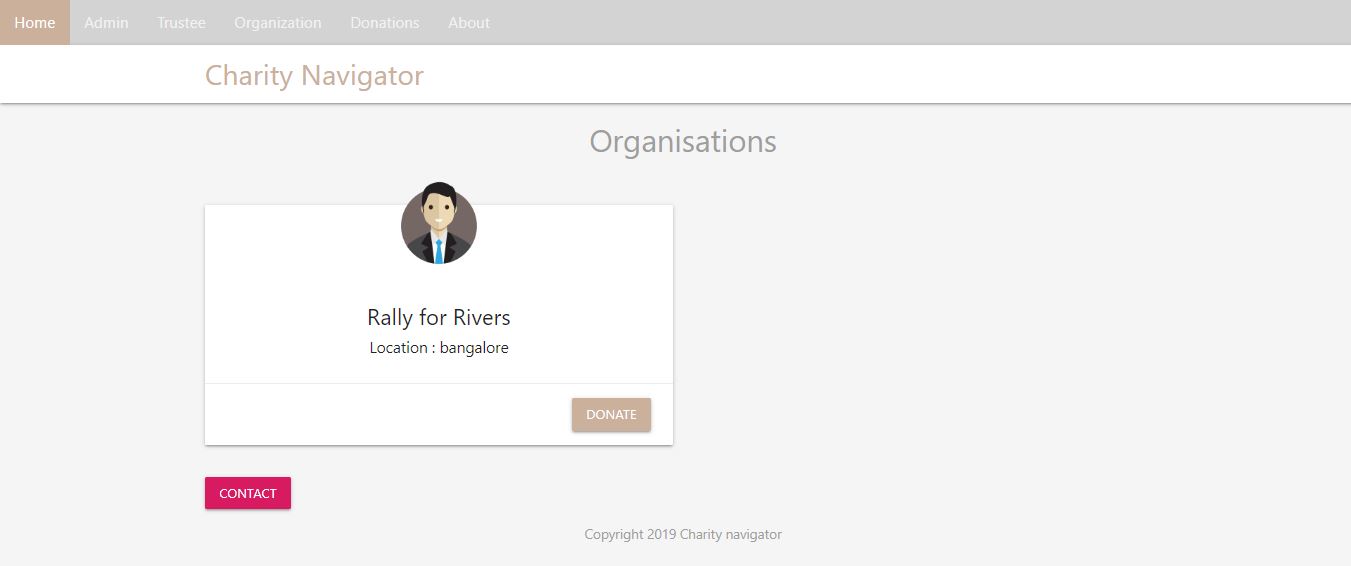 Home Admin Trustee Organization Donations About
Charity Navigator
Organisations
Rally for Rivers
Location : bangalore
DONATE
CONTACT
Copyright 2019 Charity navigator